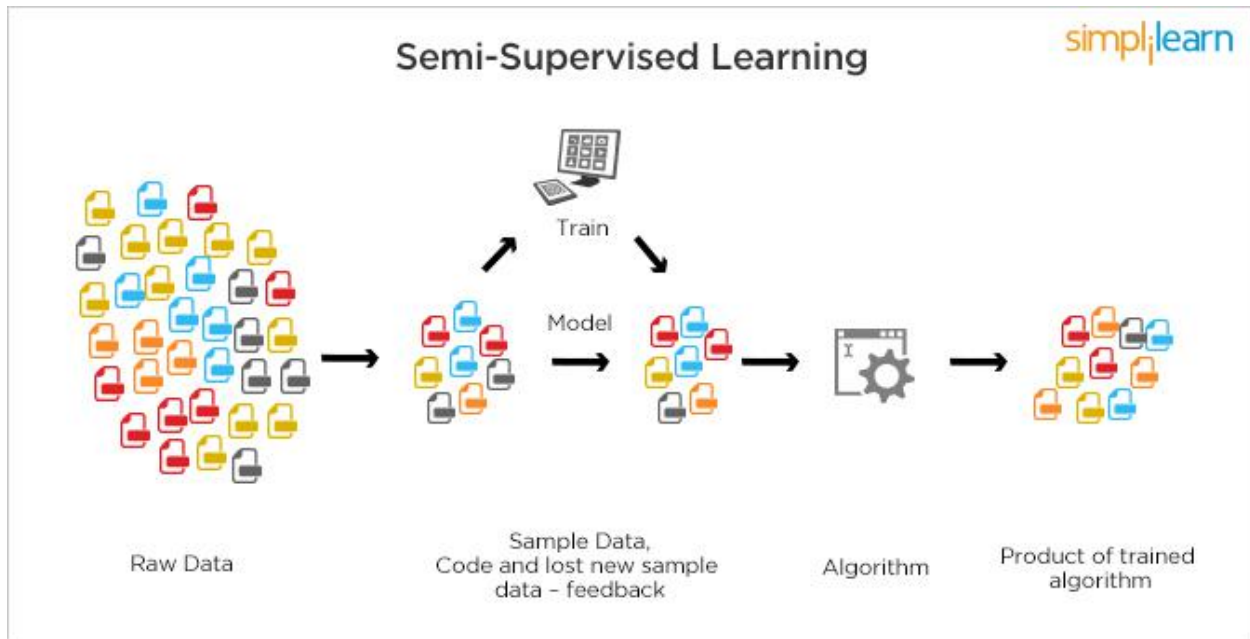 simplilearn
Semi-Supervised Learning
Train
Model
Raw Data
Sample Data,
Code and lost new sample
data – feedback
Algorithm
Product of trained
algorithm